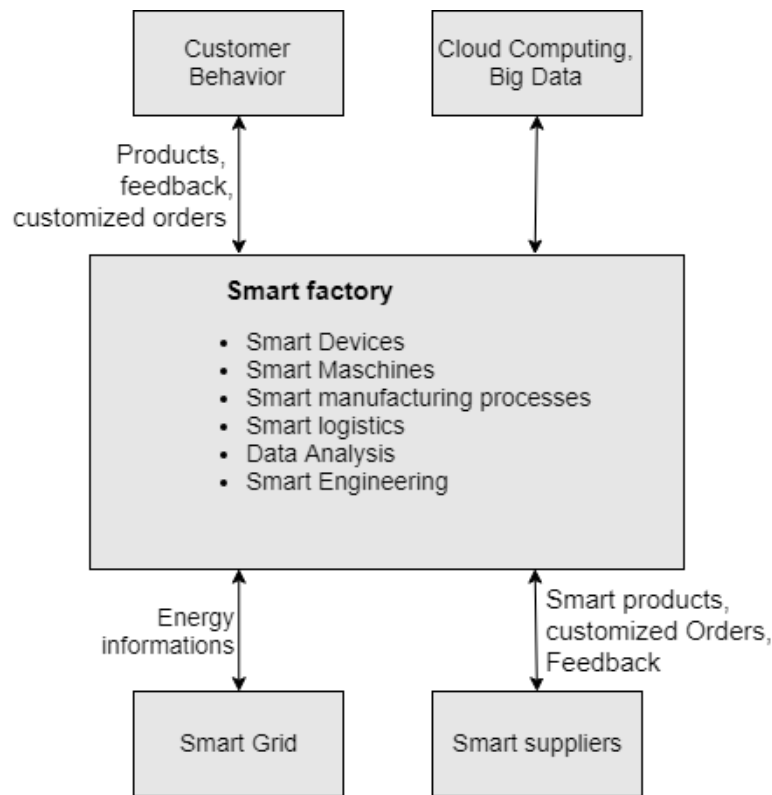 Customer
Behavior
Cloud Computing,
Big Data
Products,
feedback,
customized orders
Smart factory
• Smart Devices
• Smart Maschines
• Smart manufacturing processes
• Smart logistics
• Data Analysis
• Smart Engineering
Energy
informations
Smart products,
customized Orders,
Feedback
Smart Grid
Smart suppliers